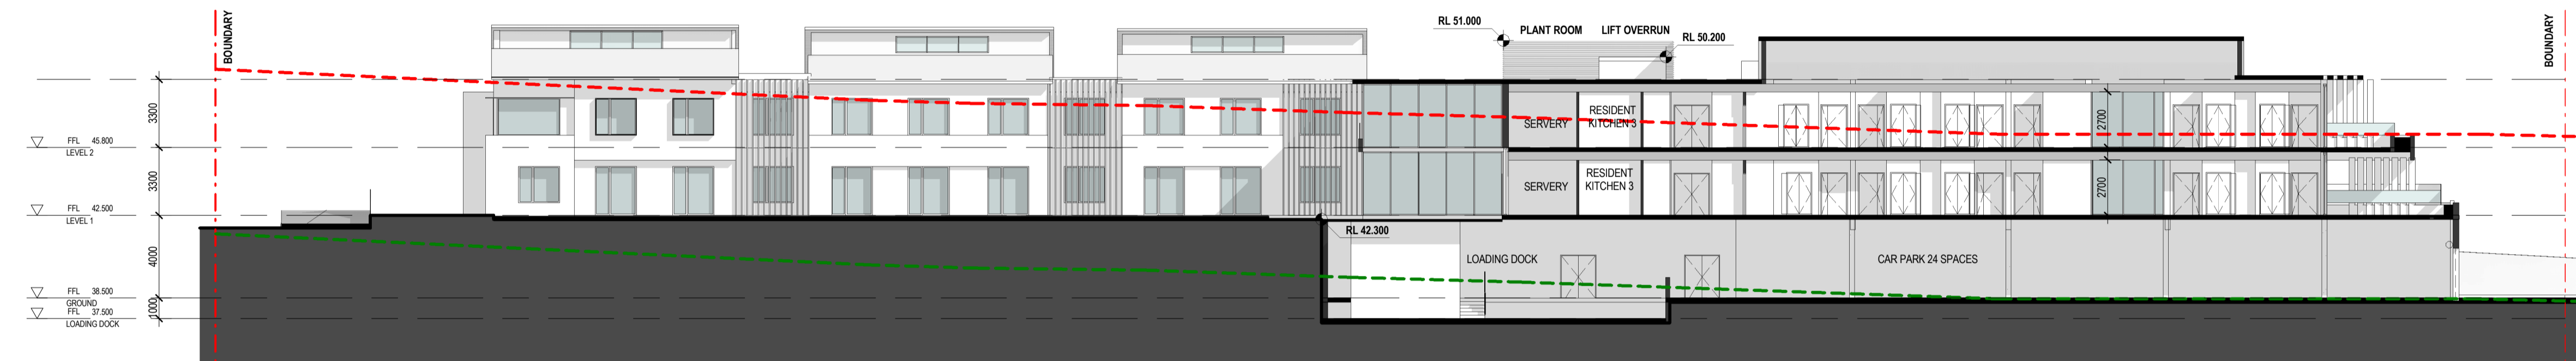 BOUNDARY
RL 51.000
PLANT ROOM
LIFT OVERRUN
RL 50.200
BOUNDARY
3300
FFL 45.800
LEVEL 2
3300
FFL 42.500
LEVEL 1
4000
FFL 38.500
GROUND
1000
FFL 37.500
LOADING DOCK
SERVERY
RESIDENT
KITCHEN 3
2700
SERVERY
RESIDENT
KITCHEN 3
2700
RL 42.300
LOADING DOCK
CAR PARK 24 SPACES